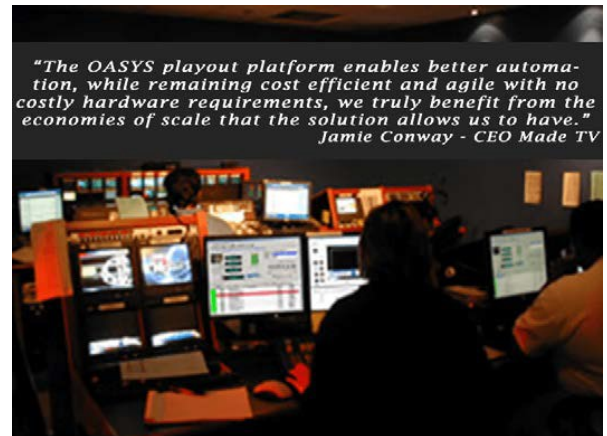 “The OASYS playout platform enables better automa-
tion, while remaining cost efficient and agile with no
costly hardware requirements, we truly benefit from the
economies of scale that the solution allows us to have.”
Jamie Conway - CEO Made TV